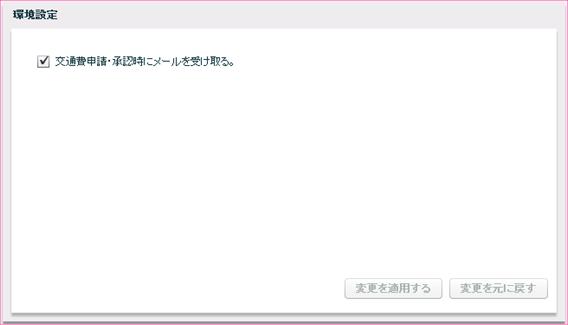 環境設定
交通費申請・承認時にメールを受け取る。
変更を適用する
変更を元に戻す